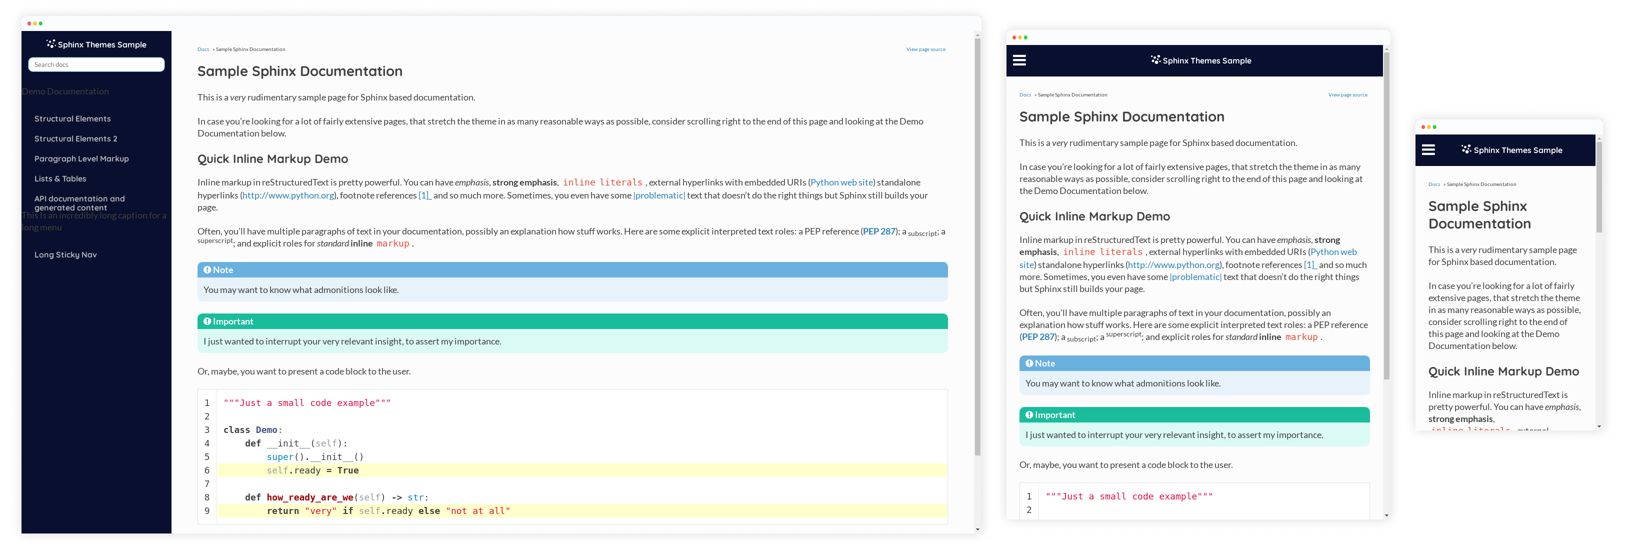 Sphinx Themes Sample
Search docs
Demo Documentation
Structural Elements
Structural Elements 2
Paragraph Level Markup
Lists & Tables
API documentation and
generated content
This is an incredibly long caption for a
long menu
Long Sticky Nav
Docs » Sample Sphinx Documentation
View page source
Sample Sphinx Documentation
This is a very rudimentary sample page for Sphinx based documentation.
In case you're looking for a lot of fairly extensive pages, that stretch the theme in as many reasonable ways as possible, consider scrolling right to the end of this page and looking at the Demo
Documentation below.
Quick Inline Markup Demo
Inline markup in reStructuredText is pretty powerful. You can have emphasis, strong emphasis, inline literals , external hyperlinks with embedded URIs (Python web site) standalone
hyperlinks (http://www.python.org), footnote references [1]_ and so much more. Sometimes, you even have some |problematic| text that doesn't do the right things but Sphinx still builds your
page.
Often, you'll have multiple paragraphs of text in your documentation, possibly an explanation how stuff works. Here are some explicit interpreted text roles: a PEP reference (PEP 287); a subscript; a
superscript; and explicit roles for standard inline markup .
Note
You may want to know what admonitions look like.
Important
I just wanted to interrupt your very relevant insight, to assert my importance.
Or, maybe, you want to present a code block to the user.
1 """Just a small code example"""
2
3 class Demo:
4     def __init__(self):
5         super().__init__()
6         self.ready = True
7
8     def how_ready_are_we(self) -> str:
9         return "very" if self.ready else "not at all"
Sphinx Themes Sample
Docs » Sample Sphinx Documentation
View page source
Sample Sphinx Documentation
This is a very rudimentary sample page for Sphinx based documentation.
In case you're looking for a lot of fairly extensive pages, that stretch the theme in as many
reasonable ways as possible, consider scrolling right to the end of this page and looking at
the Demo Documentation below.
Quick Inline Markup Demo
Inline markup in reStructuredText is pretty powerful. You can have emphasis, strong
emphasis, inline literals , external hyperlinks with embedded URIs (Python web
site) standalone hyperlinks (http://www.python.org), footnote references [1]_ and so much
more. Sometimes, you even have some |problematic| text that doesn't do the right things
but Sphinx still builds your page.
Often, you'll have multiple paragraphs of text in your documentation, possibly an
explanation how stuff works. Here are some explicit interpreted text roles: a PEP reference
(PEP 287); a subscript; a superscript; and explicit roles for standard inline markup .
Note
You may want to know what admonitions look like.
Important
I just wanted to interrupt your very relevant insight, to assert my importance.
Or, maybe, you want to present a code block to the user.
1 """Just a small code example"""
2
Sphinx Themes Sample
Docs » Sample Sphinx Documentation
Sample Sphinx
Documentation
This is a very rudimentary sample page
for Sphinx based documentation.
In case you're looking for a lot of fairly
extensive pages, that stretch the theme
in as many reasonable ways as possible,
consider scrolling right to the end of
this page and looking at the Demo
Documentation below.
Quick Inline Markup Demo
Inline markup in reStructuredText is
pretty powerful. You can have emphasis,
strong emphasis,
inline literals , external